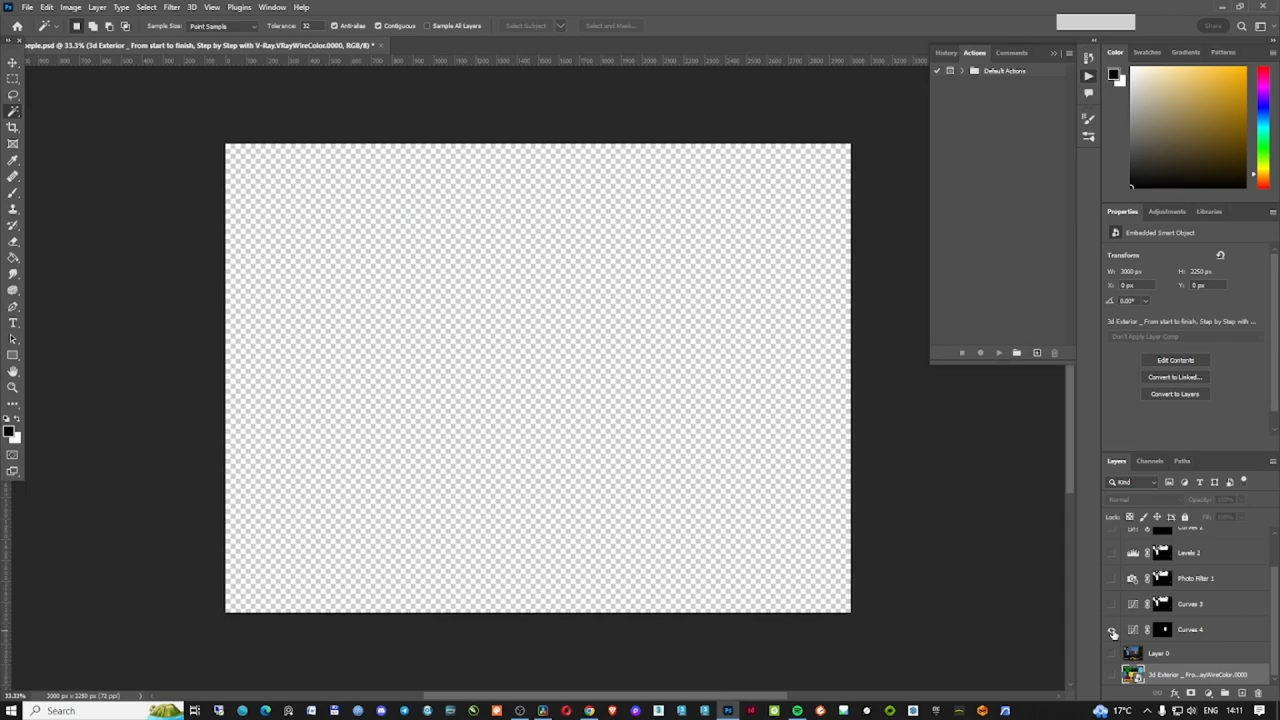 File Edit Image Layer Type Select Filter 3D View Plugins Window Help
Sample Size: Point Sample Tolerance: 32 Anti-alias Contiguous Sample All Layers Select Subject Select and Mask... Share
.psd @ 33.3% (3d Exterior _ From start to finish, Step by Step with V-Ray.VRayWireColor.0000, RGB/8) *
History Actions Comments
Default Actions
Color Swatches Gradients Patterns
Properties Adjustments Libraries
Embedded Smart Object
Transform
W: 3000 px H: 2250 px
X: 0 px Y: 0 px
0.00°
3d Exterior _ From start to finish, Step by Step with ...
Don't Apply Layer Comp
Edit Contents
Convert to Linked...
Convert to Layers
Layers Channels Paths
Kind
Normal Opacity: 100%
Lock: Fill: 100%
Curves 2
Levels 2
Photo Filter 1
Curves 3
Curves 4
Layer 0
3d Exterior _ Fro...ayWireColor.0000
33.33% 3000 px x 2250 px (72 ppi)
Search 17°C ENG 14:11